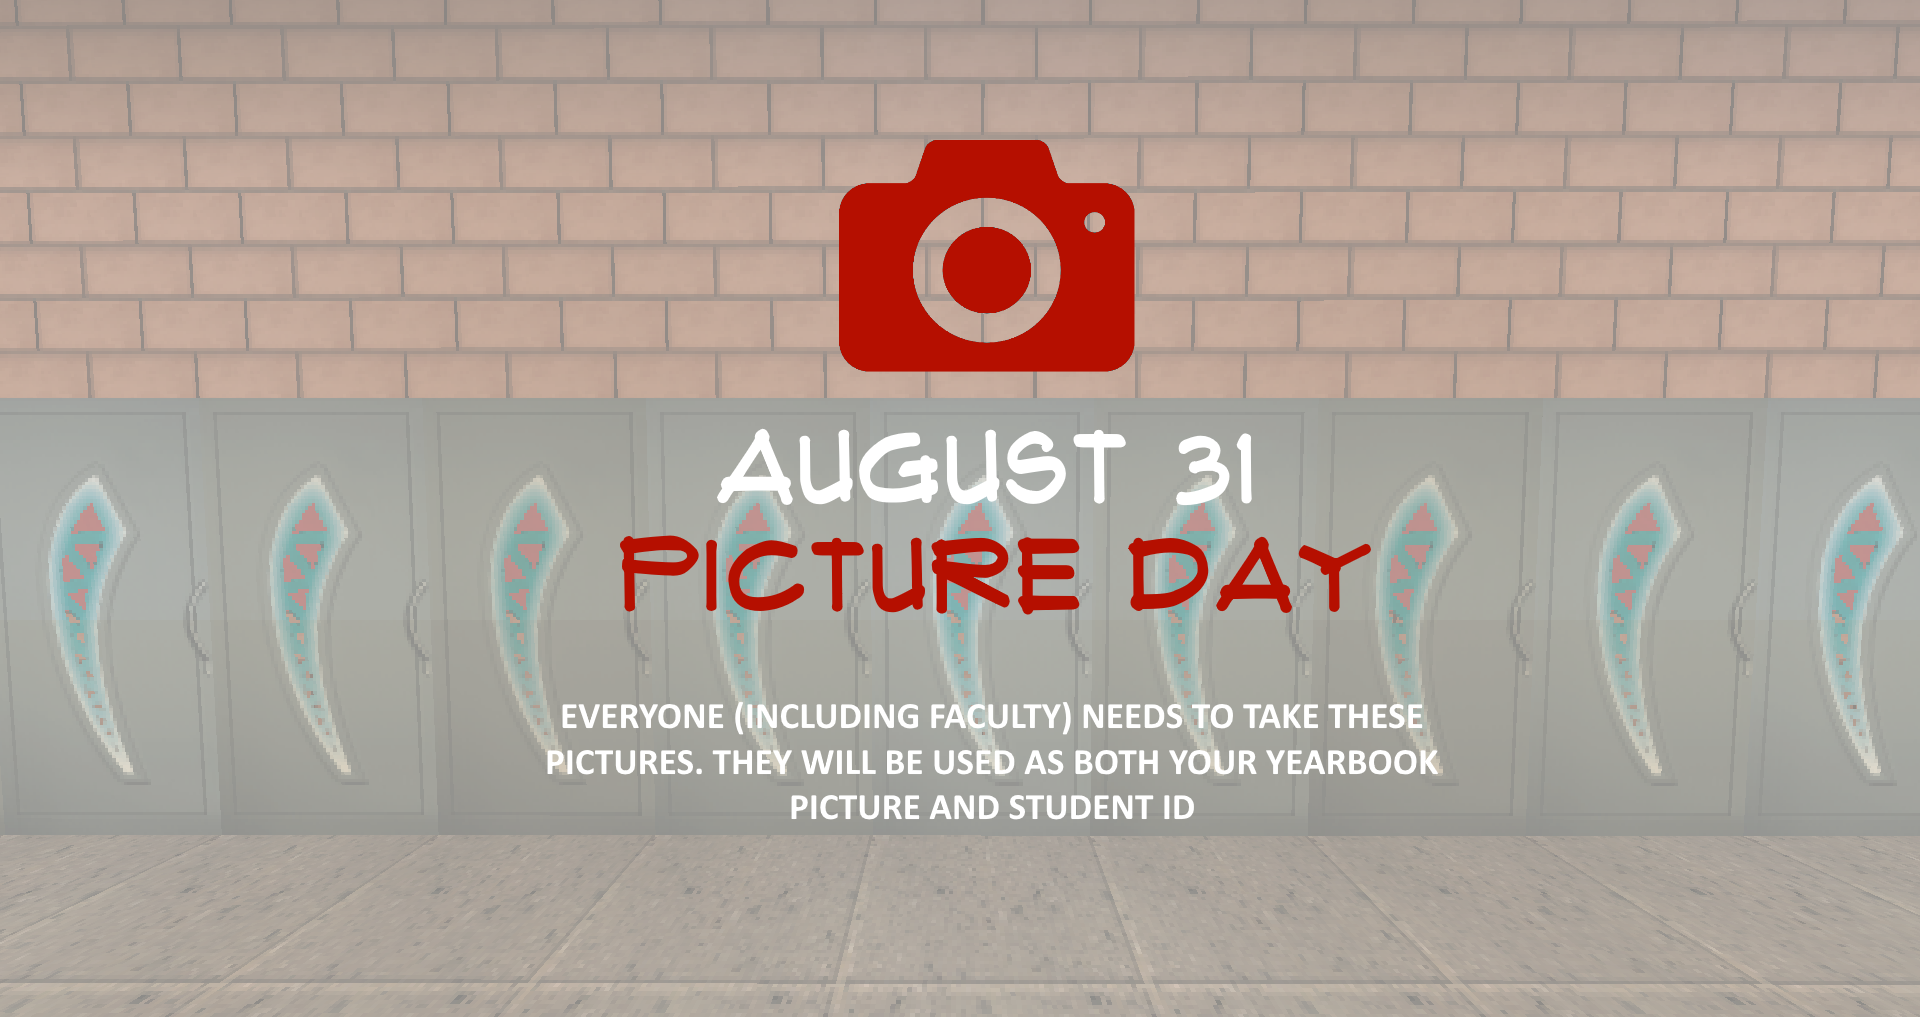 AUGUST 31
PICTURE DAY
EVERYONE (INCLUDING FACULTY) NEEDS TO TAKE THESE
PICTURES. THEY WILL BE USED AS BOTH YOUR YEARBOOK
PICTURE AND STUDENT ID